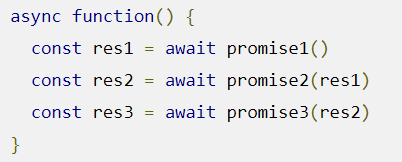 async function() {
  const res1 = await promise1()
  const res2 = await promise2(res1)
  const res3 = await promise3(res2)
}